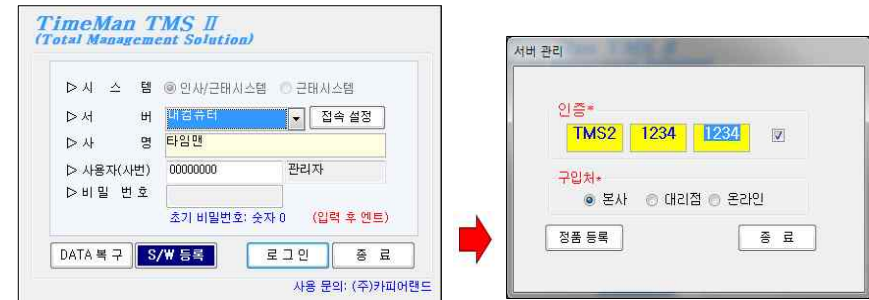 TimeMan TMS Ⅱ
(Total Management Solution)
▷시 스 템 인사/근태시스템 근태시스템
▷서 버 내컴퓨터 접속 설정
▷사 명 타임맨
▷사용자(사번) 00000000 관리자
▷비밀 번호
초기 비밀번호: 숫자 0 (입력 후 엔트)
DATA 복구 S/W 등록 로그인 종 료
사용 문의: (주)카피어랜드
서버 관리
인증*
TMS2 1234 1234
구입처*
본사 대리점 온라인
정품 등록 종 료